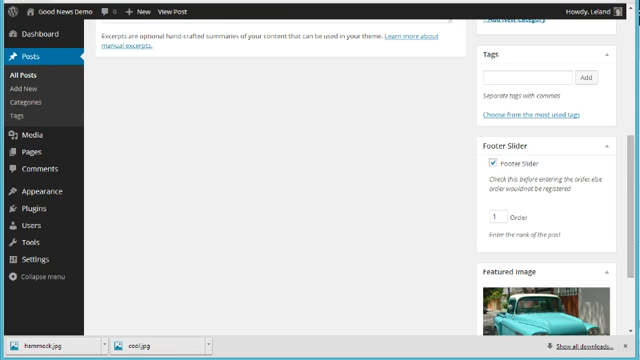 Good News Demo 0 New View Post Howdy, Leland
Dashboard
Posts
All Posts
Add New
Categories
Tags
Media
Pages
Comments
Appearance
Plugins
Users
Tools
Settings
Collapse menu
Excerpts are optional hand-crafted summaries of your content that can be used in your theme. Learn more about
manual excerpts.
+ Add New Category
Tags
Add
Separate tags with commas
Choose from the most used tags
Footer Slider
Footer Slider
Check this before entering the order,else
order wouldnot be registered
1 Order
Enter the rank of the post
Featured Image
hammock.jpg
cool.jpg
Show all downloads...